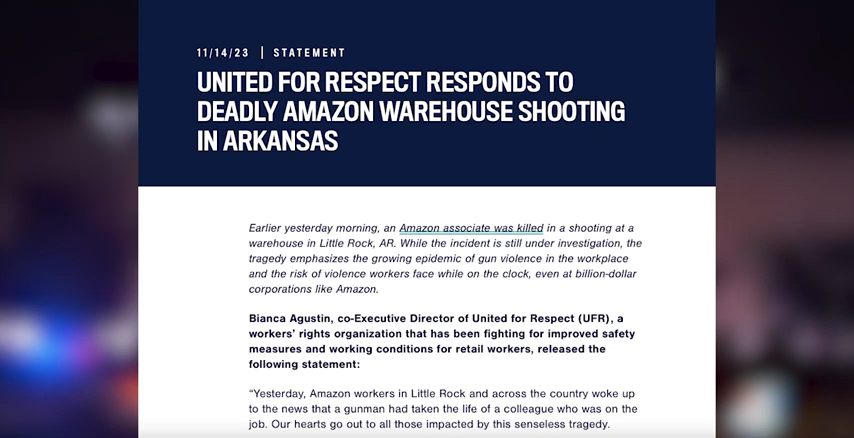 11/14/23 | STATEMENT
UNITED FOR RESPECT RESPONDS TO
DEADLY AMAZON WAREHOUSE SHOOTING
IN ARKANSAS
Earlier yesterday morning, an Amazon associate was killed in a shooting at a
warehouse in Little Rock, AR. While the incident is still under investigation, the
tragedy emphasizes the growing epidemic of gun violence in the workplace
and the risk of violence workers face while on the clock, even at billion-dollar
corporations like Amazon.
Bianca Agustin, co-Executive Director of United for Respect (UFR), a
workers’ rights organization that has been fighting for improved safety
measures and working conditions for retail workers, released the
following statement:
“Yesterday, Amazon workers in Little Rock and across the country woke up
to the news that a gunman had taken the life of a colleague who was on the
job. Our hearts go out to all those impacted by this senseless tragedy.